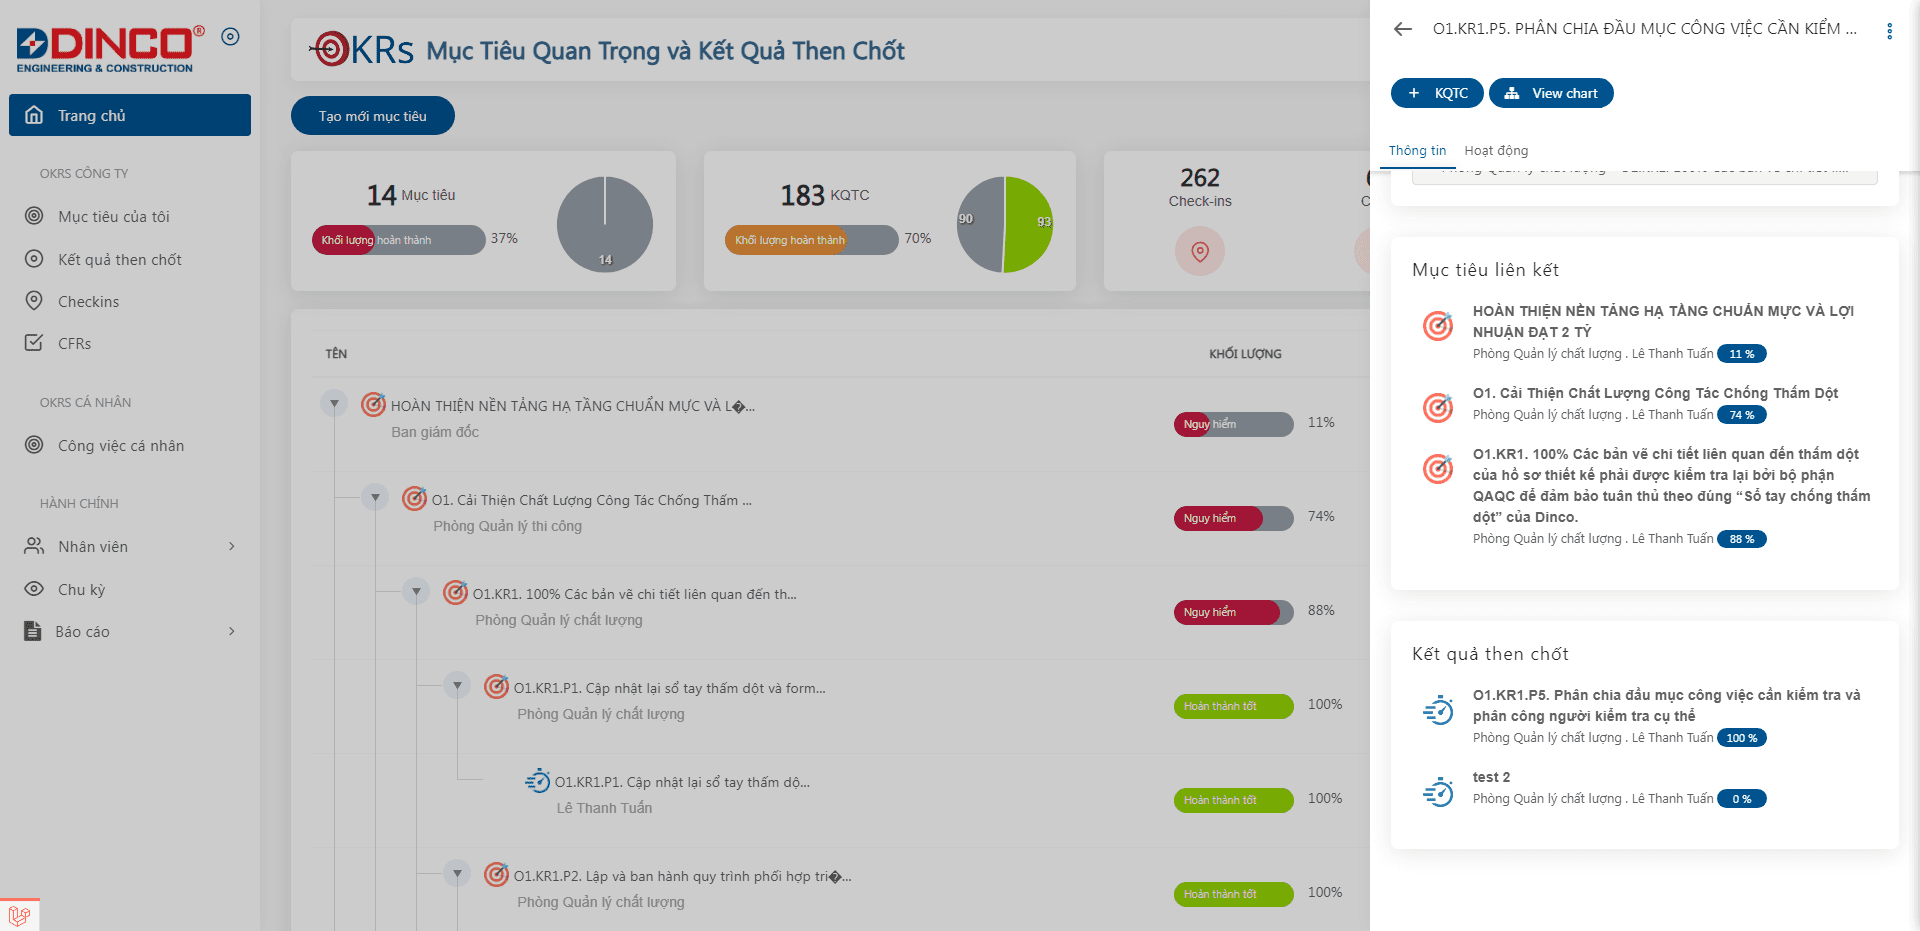 DINCO®
ENGINEERING & CONSTRUCTION
Trang chủ
OKRS CÔNG TY
Mục tiêu của tôi
Kết quả then chốt
Checkins
CFRs
OKRS CÁ NHÂN
Công việc cá nhân
HÀNH CHÍNH
Nhân viên
Chu kỳ
Báo cáo
OKRs Mục Tiêu Quan Trọng và Kết Quả Then Chốt
Tạo mới mục tiêu
14 Mục tiêu
Khối lượng hoàn thành 37%
14
183 KQTC
Khối lượng hoàn thành 70%
90
93
262
Check-ins
TÊN
KHỐI LƯỢNG
HOÀN THIỆN NỀN TẢNG HẠ TẦNG CHUẨN MỰC VÀ L�...
Ban giám đốc
Nguy hiểm 11%
O1. Cải Thiện Chất Lượng Công Tác Chống Thấm ...
Phòng Quản lý thi công
Nguy hiểm 74%
O1.KR1. 100% Các bản vẽ chi tiết liên quan đến th...
Phòng Quản lý chất lượng
Nguy hiểm 88%
O1.KR1.P1. Cập nhật lại sổ tay thấm dột và form...
Phòng Quản lý chất lượng
Hoàn thành tốt 100%
O1.KR1.P1. Cập nhật lại sổ tay thấm dộ...
Lê Thanh Tuấn
Hoàn thành tốt 100%
O1.KR1.P2. Lập và ban hành quy trình phối hợp tri�...
Phòng Quản lý chất lượng
Hoàn thành tốt 100%
O1.KR1.P5. PHÂN CHIA ĐẦU MỤC CÔNG VIỆC CẦN KIỂM ...
+ KQTC
View chart
Thông tin
Hoạt động
Mục tiêu liên kết
HOÀN THIỆN NỀN TẢNG HẠ TẦNG CHUẨN MỰC VÀ LỢI
NHUẬN ĐẠT 2 TỶ
Phòng Quản lý chất lượng . Lê Thanh Tuấn 11 %
O1. Cải Thiện Chất Lượng Công Tác Chống Thấm Dột
Phòng Quản lý chất lượng . Lê Thanh Tuấn 74 %
O1.KR1. 100% Các bản vẽ chi tiết liên quan đến thấm dột
của hồ sơ thiết kế phải được kiểm tra lại bởi bộ phận
QAQC để đảm bảo tuân thủ theo đúng “Sổ tay chống thấm
dột” của Dinco.
Phòng Quản lý chất lượng . Lê Thanh Tuấn 88 %
Kết quả then chốt
O1.KR1.P5. Phân chia đầu mục công việc cần kiểm tra và
phân công người kiểm tra cụ thể
Phòng Quản lý chất lượng . Lê Thanh Tuấn 100 %
test 2
Phòng Quản lý chất lượng . Lê Thanh Tuấn 0 %